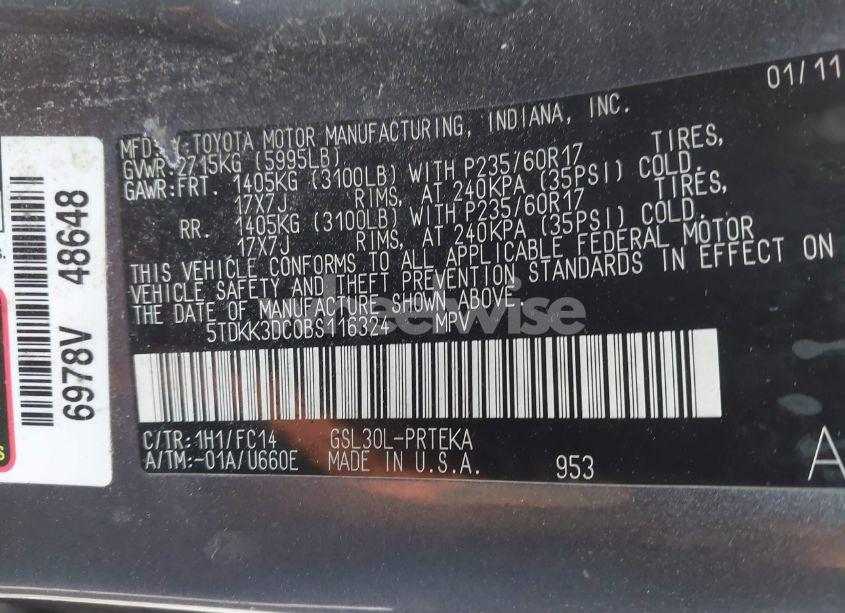 01/11
MFD. BY:TOYOTA MOTOR MANUFACTURING, INDIANA, INC.
GVWR:2715KG (5995LB)
GAWR:FRT. 1405KG (3100LB) WITH P235/60R17 TIRES,
17X7J RIMS, AT 240KPA (35PSI) COLD.
RR. 1405KG (3100LB) WITH P235/60R17 TIRES,
17X7J RIMS, AT 240KPA (35PSI) COLD.
THIS VEHICLE CONFORMS TO ALL APPLICABLE FEDERAL MOTOR
VEHICLE SAFETY AND THEFT PREVENTION STANDARDS IN EFFECT ON
THE DATE OF MANUFACTURE SHOWN ABOVE.
5TDKK3DC0BS116324 MPV
C/TR:1H1/FC14 GSL30L-PRTEKA
A/TM:-01A/U660E MADE IN U.S.A. 953
A
6978V 48648